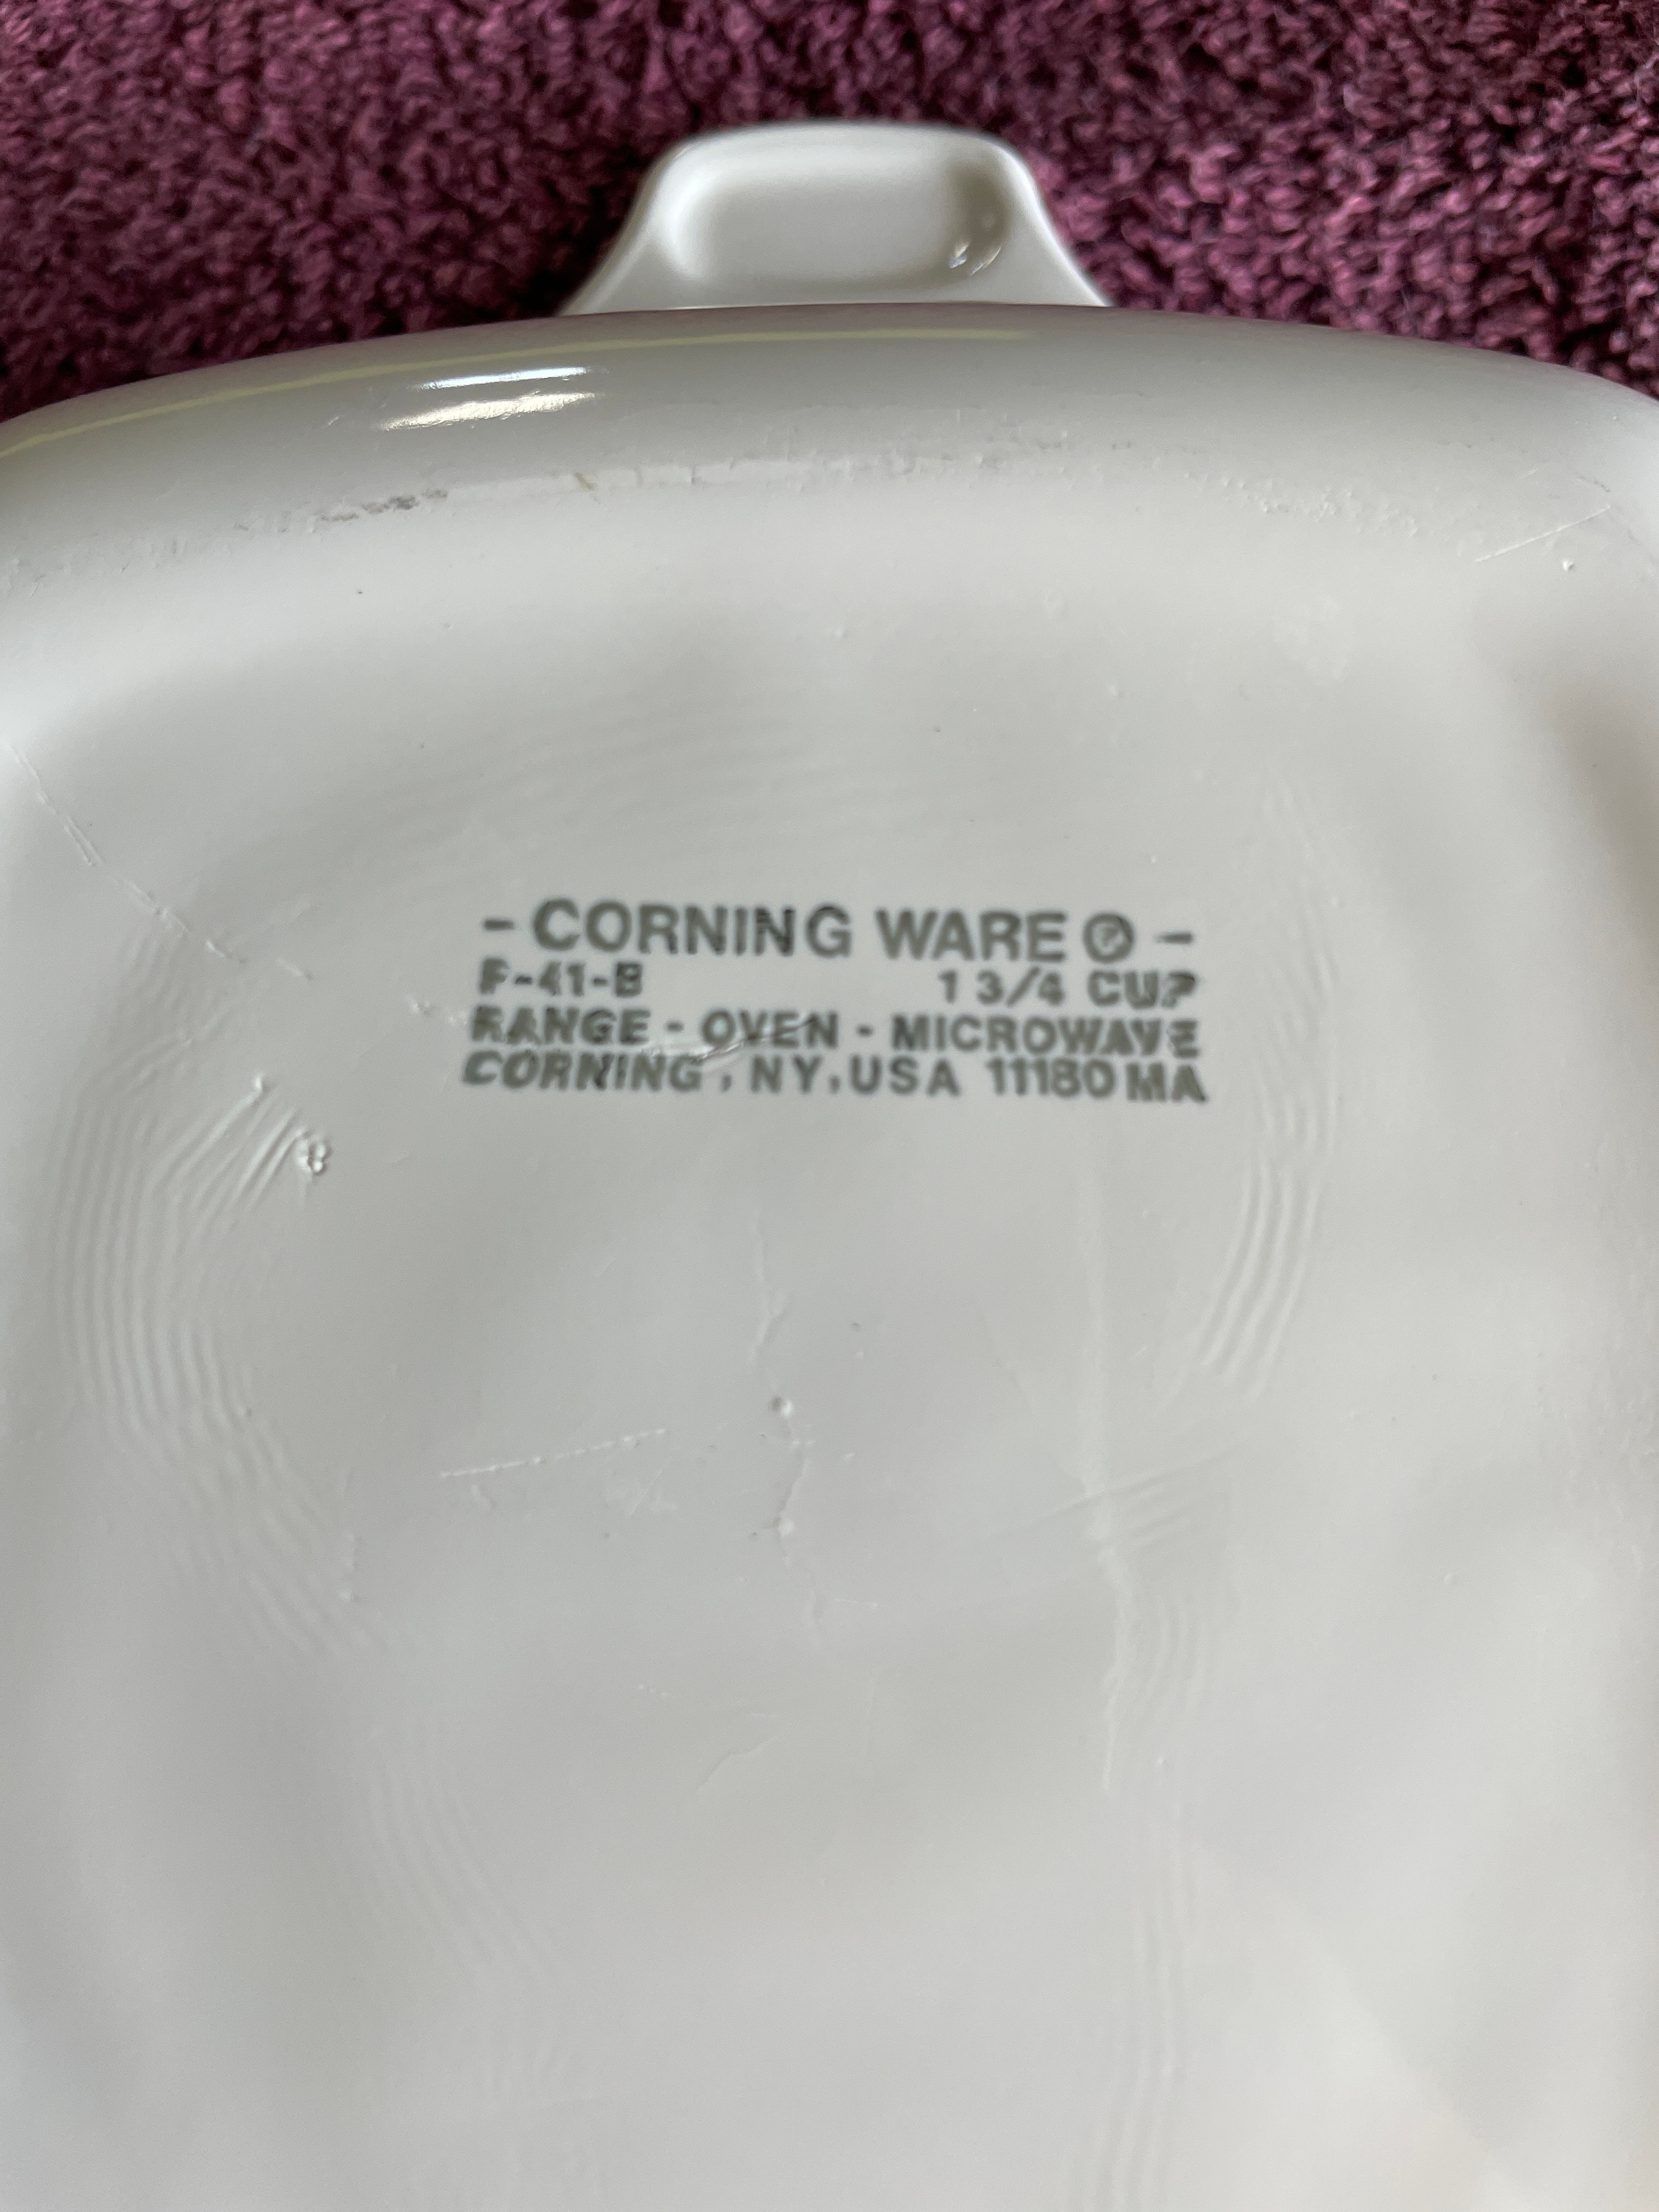 - CORNING WARE ® -
P-41-B 1 3/4 CUP
RANGE - OVEN - MICROWAVE
CORNING , NY, USA 11180 MA